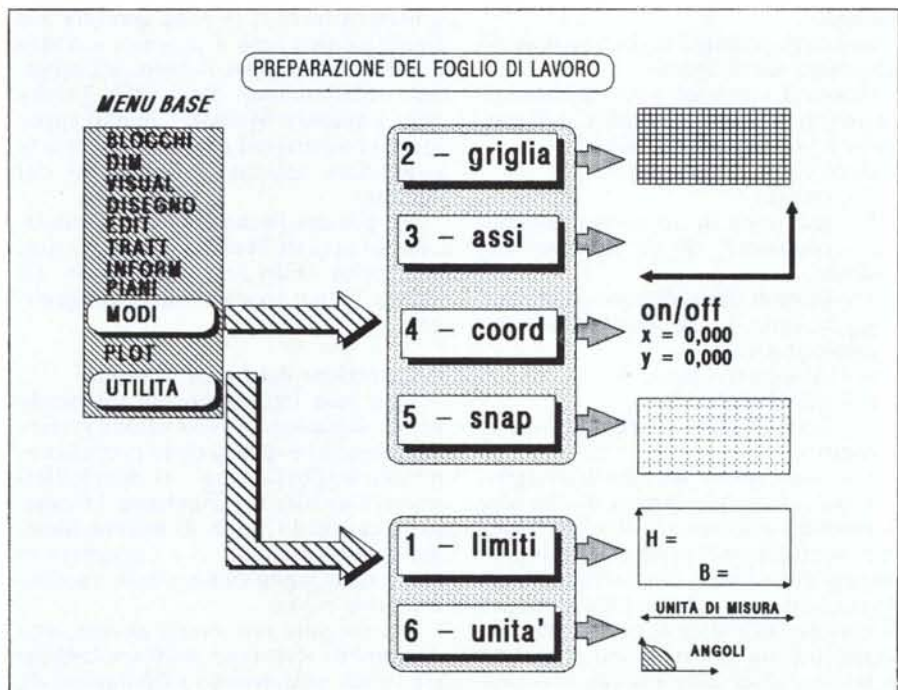 PREPARAZIONE DEL FOGLIO DI LAVORO
MENU BASE
BLOCCHI
DIM
VISUAL
DISEGNO
EDIT
TRATT
INFORM
PIANI
MODI
PLOT
UTILITA
2 – griglia
3 assi
4 – coord
on/off
x = 0,000
y = 0,000
5 – snap
1 limiti
H =
B =
6 – unita'
UNITA DI MISURA
ANGOLI